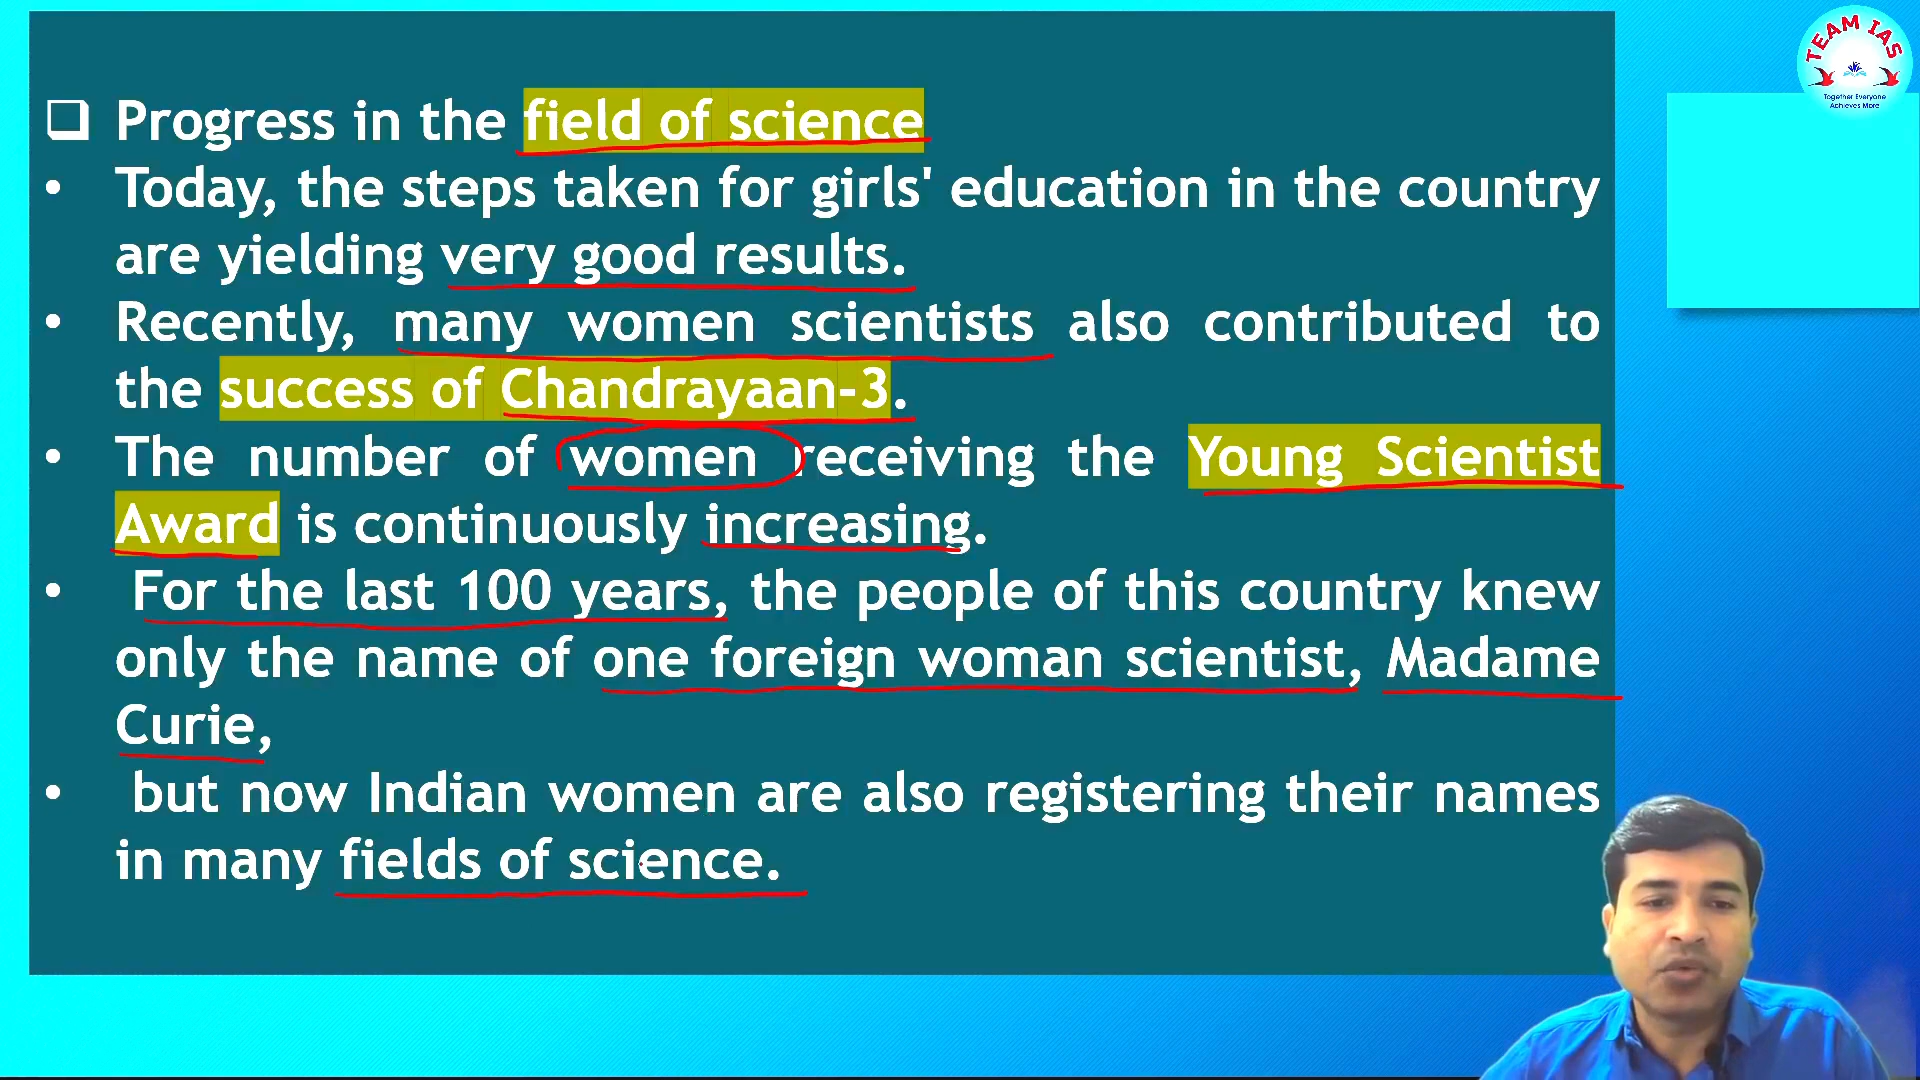 TEAM IAS
Together Everyone
Achieves More
❑ Progress in the field of science
• Today, the steps taken for girls' education in the country
are yielding very good results.
• Recently, many women scientists also contributed to
the success of Chandrayaan-3.
• The number of women receiving the Young Scientist
Award is continuously increasing.
• For the last 100 years, the people of this country knew
only the name of one foreign woman scientist, Madame
Curie,
• but now Indian women are also registering their names
in many fields of science.